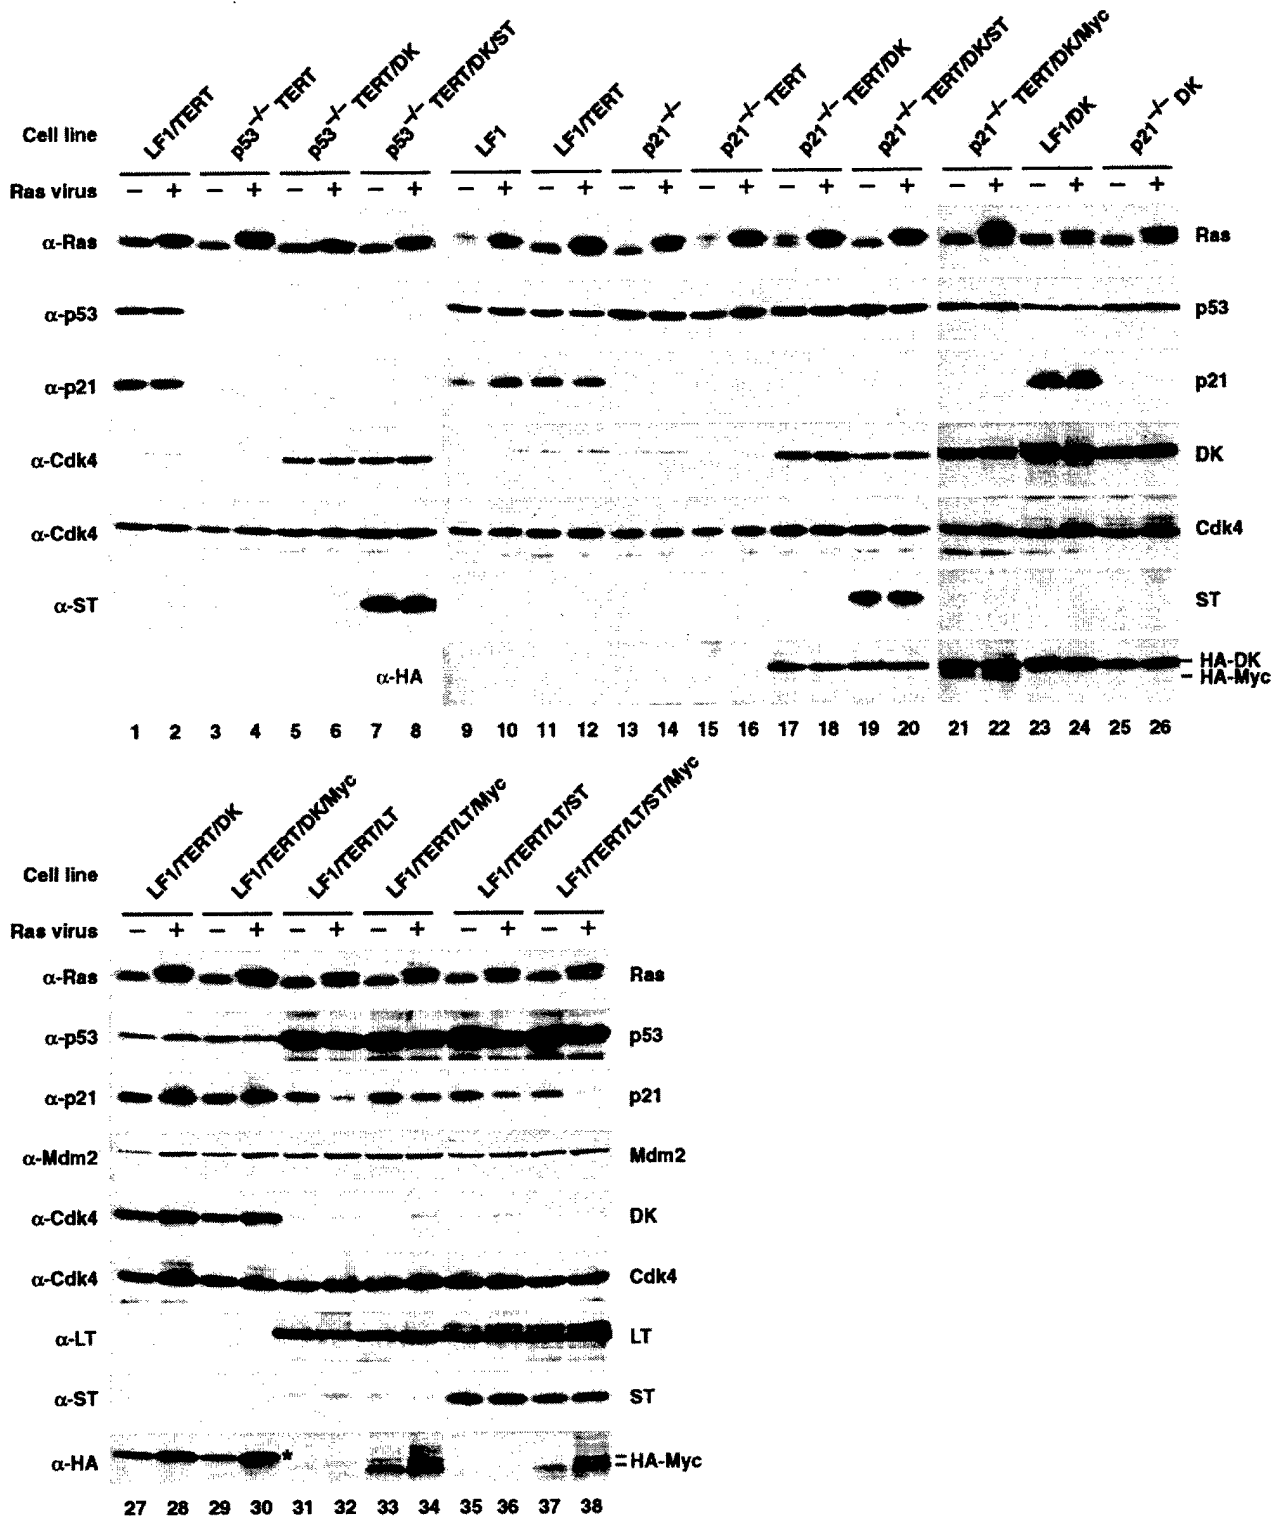 LF1/TERT p53-/- TERT p53-/- TERT/DK p53-/- TERT/DK/ST LF1 LF1/TERT p21-/- p21-/- TERT p21-/- TERT/DK p21-/- TERT/DK/ST p21-/- TERT/DK/Myc LF1/DK p21-/- DK
Cell line
Ras virus − + − + − + − + − + − + − + − + − + − + − + − + − +
α-Ras Ras
α-p53 p53
α-p21 p21
α-Cdk4 DK
α-Cdk4 Cdk4
α-ST ST
α-HA HA-DK
HA-Myc
1 2 3 4 5 6 7 8 9 10 11 12 13 14 15 16 17 18 19 20 21 22 23 24 25 26
LF1/TERT/DK LF1/TERT/DK/Myc LF1/TERT/LT LF1/TERT/LT/Myc LF1/TERT/LT/ST LF1/TERT/LT/ST/Myc
Cell line
Ras virus − + − + − + − + − + − +
α-Ras Ras
α-p53 p53
α-p21 p21
α-Mdm2 Mdm2
α-Cdk4 DK
α-Cdk4 Cdk4
α-LT LT
α-ST ST
α-HA * HA-Myc
27 28 29 30 31 32 33 34 35 36 37 38